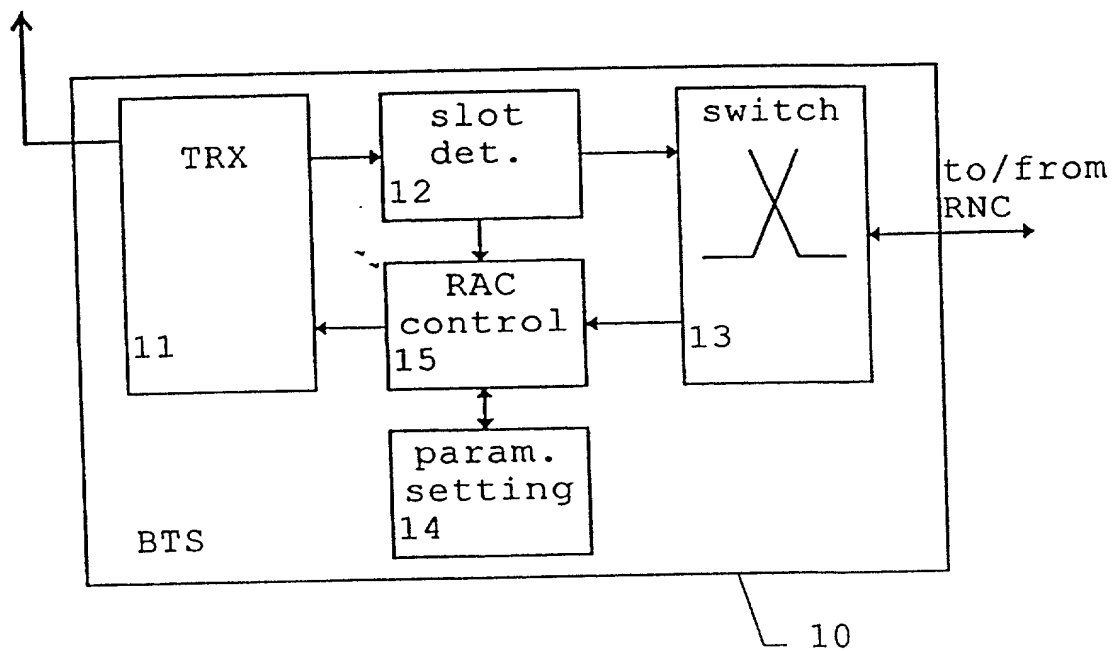 TRX
11
slot
det.
12
switch
13
to/from
RNC
RAC
control
15
param.
setting
14
BTS
10